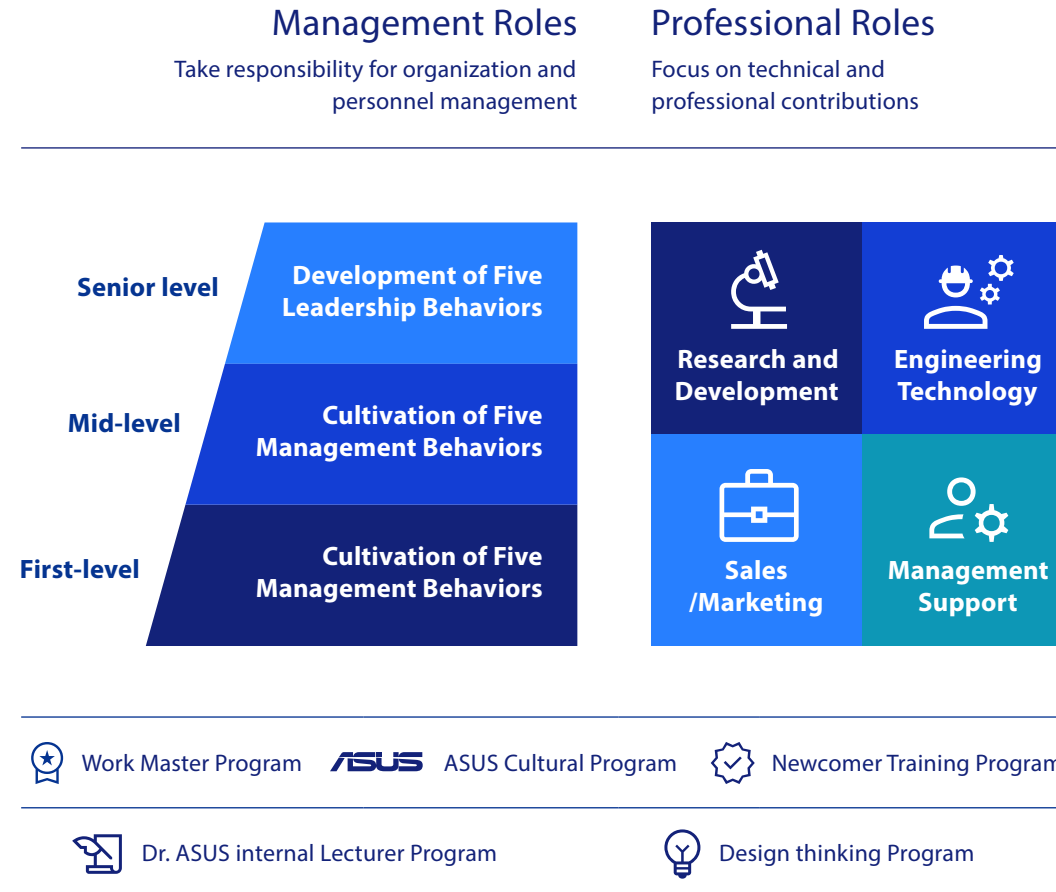 Management Roles
Take responsibility for organization and
personnel management
Professional Roles
Focus on technical and
professional contributions
Senior level
Development of Five
Leadership Behaviors
Mid-level
Cultivation of Five
Management Behaviors
First-level
Cultivation of Five
Management Behaviors
Research and
Development
Engineering
Technology
Sales
/Marketing
Management
Support
Work Master Program
ASUS
ASUS Cultural Program
Newcomer Training Program
Dr. ASUS internal Lecturer Program
Design thinking Program